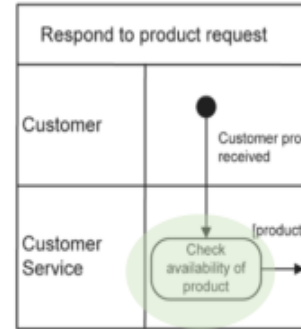 Respond to product request
Customer
Customer pro
received
Customer
Service
[product
Check
availability of
product